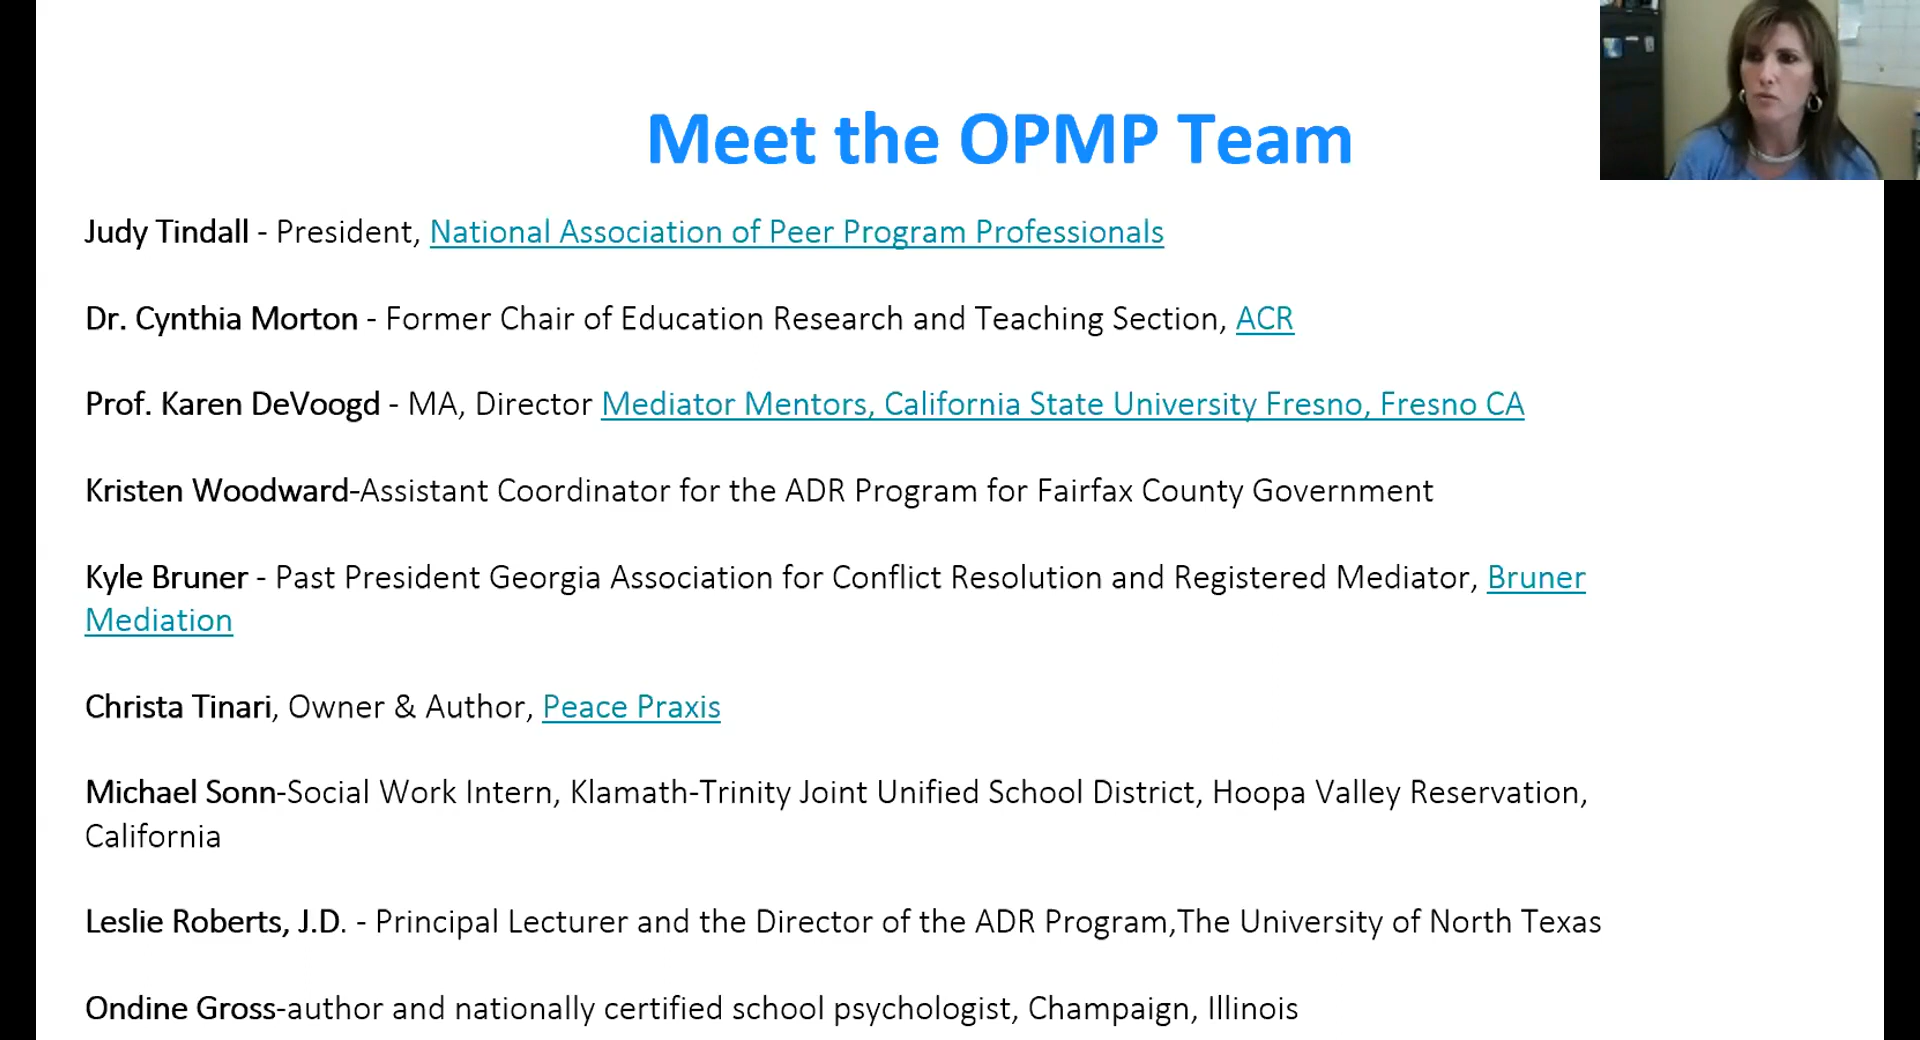 Meet the OPMP Team
Judy Tindall - President, National Association of Peer Program Professionals
Dr. Cynthia Morton - Former Chair of Education Research and Teaching Section, ACR
Prof. Karen DeVoogd - MA, Director Mediator Mentors, California State University Fresno, Fresno CA
Kristen Woodward-Assistant Coordinator for the ADR Program for Fairfax County Government
Kyle Bruner - Past President Georgia Association for Conflict Resolution and Registered Mediator, Bruner
Mediation
Christa Tinari, Owner & Author, Peace Praxis
Michael Sonn-Social Work Intern, Klamath-Trinity Joint Unified School District, Hoopa Valley Reservation,
California
Leslie Roberts, J.D. - Principal Lecturer and the Director of the ADR Program,The University of North Texas
Ondine Gross-author and nationally certified school psychologist, Champaign, Illinois